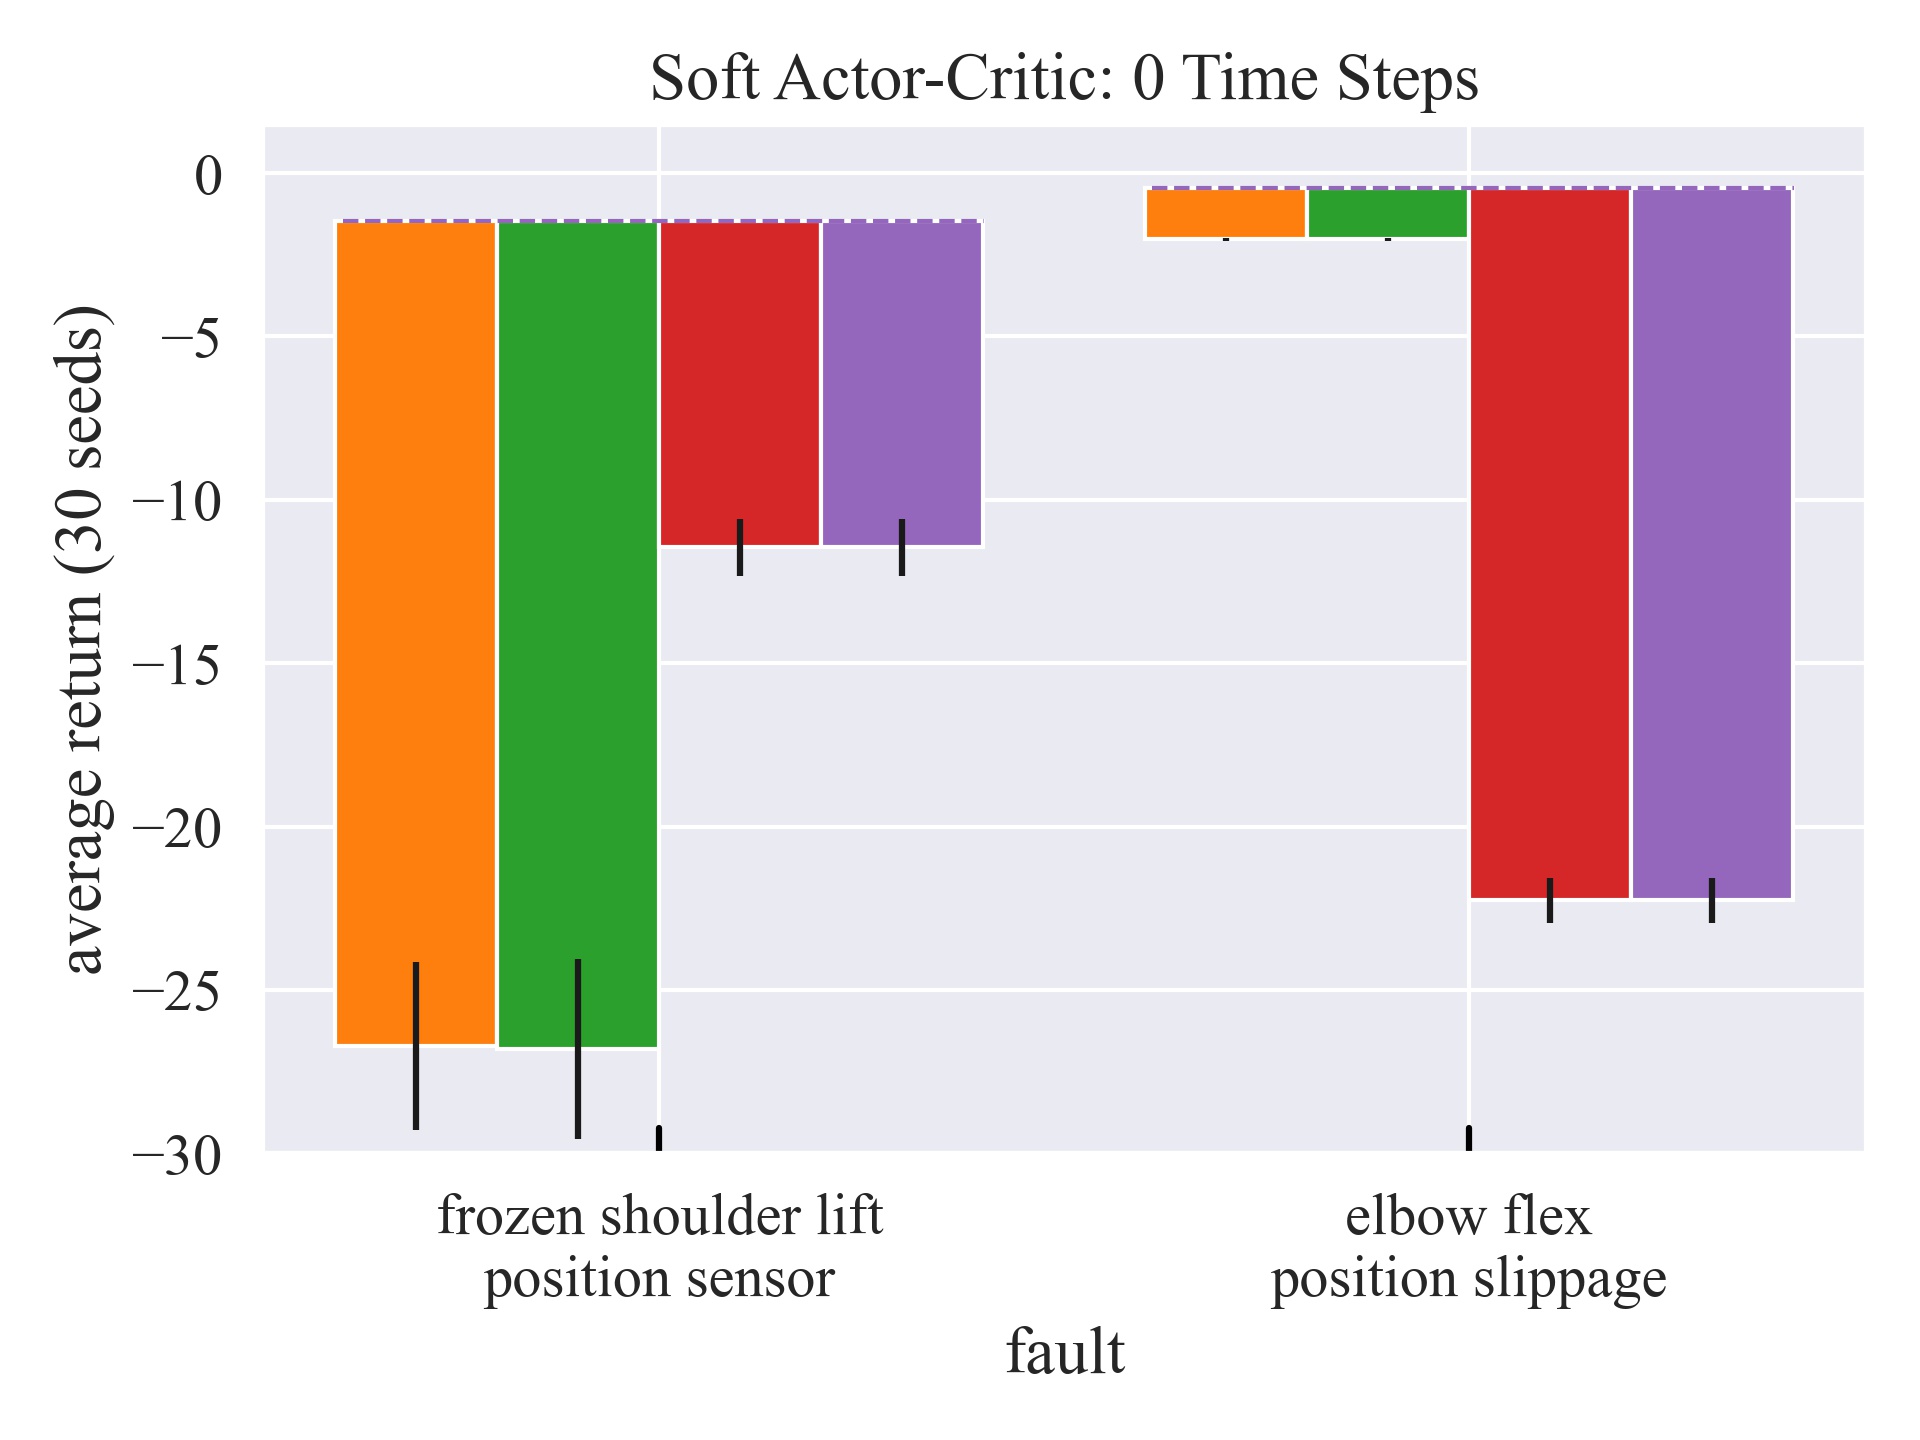 Soft Actor-Critic: 0 Time Steps
average return (30 seeds)
0
−5
−10
−15
−20
−25
−30
frozen shoulder lift
position sensor
elbow flex
position slippage
fault